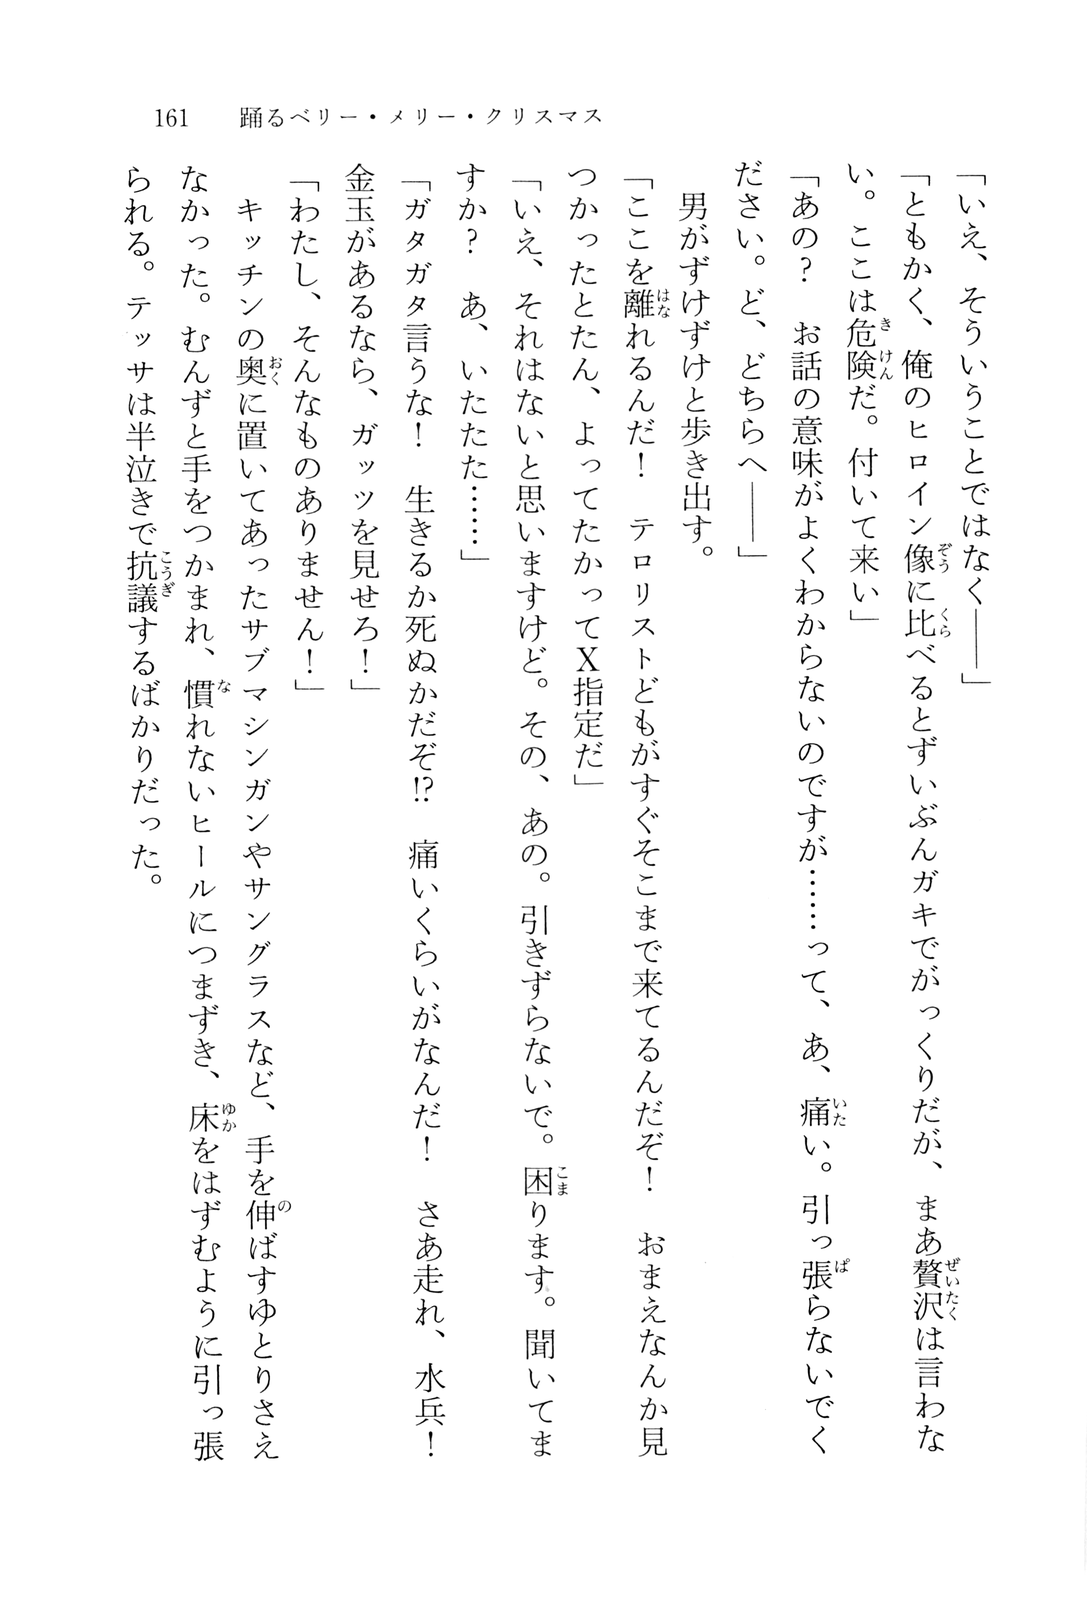 161　踊るベリー・メリー・クリスマス
「いえ、そういうことではなく――」
「ともかく、俺のヒロイン像に比べるとずいぶんガキでがっくりだが、まあ贅沢は言わな
い。ここは危険だ。付いて来い」
「あの？　お話の意味がよくわからないのですが……って、あ、痛い。引っ張らないでく
ださい。ど、どちらへ――」
　男がずけずけと歩き出す。
「ここを離れるんだ！　テロリストどもがすぐそこまで来てるんだぞ！　おまえなんか見
つかったとたん、よってたかってＸ指定だ」
「いえ、それはないと思いますけど。その、あの。引きずらないで。困ります。聞いてま
すか？　あ、いたたた……」
「ガタガタ言うな！　生きるか死ぬかだぞ!?　痛いくらいがなんだ！　さあ走れ、水兵！
金玉があるなら、ガッツを見せろ！」
「わたし、そんなものありません！」
　キッチンの奥に置いてあったサブマシンガンやサングラスなど、手を伸ばすゆとりさえ
なかった。むんずと手をつかまれ、慣れないヒールにつまずき、床をはずむように引っ張
られる。テッサは半泣きで抗議するばかりだった。